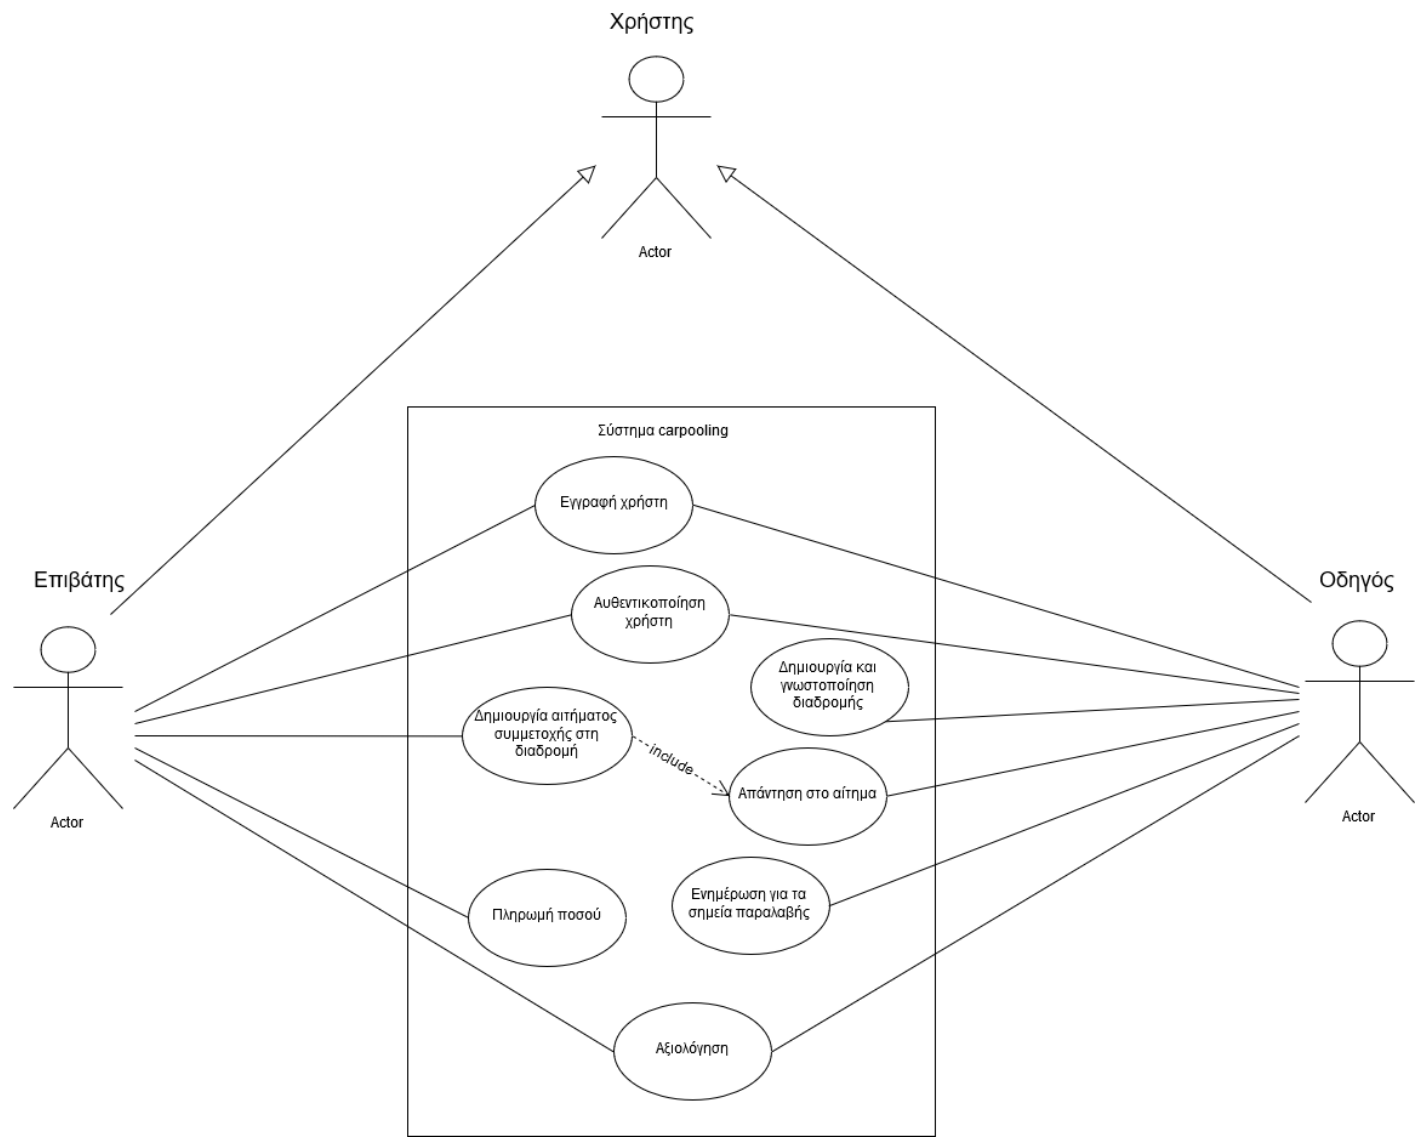 Χρήστης
Actor
Σύστημα carpooling
Εγγραφή χρήστη
Επιβάτης
Οδηγός
Αυθεντικοποίηση
χρήστη
Δημιουργία και
γνωστοποίηση
διαδρομής
Δημιουργία αιτήματος
συμμετοχής στη
διαδρομή
include
Απάντηση στο αίτημα
Actor
Actor
Ενημέρωση για τα
σημεία παραλαβής
Πληρωμή ποσού
Αξιολόγηση